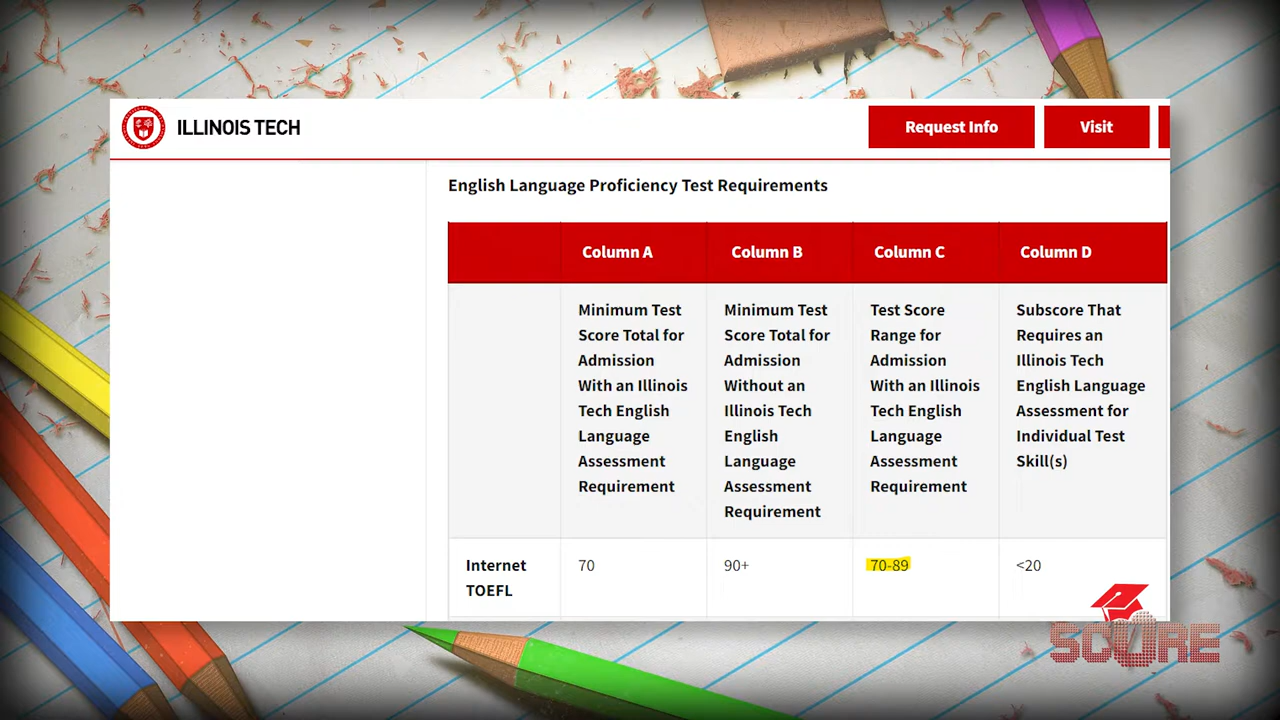 ILLINOIS TECH
Request Info
Visit
English Language Proficiency Test Requirements
Column A
Column B
Column C
Column D
Minimum Test
Score Total for
Admission
With an Illinois
Tech English
Language
Assessment
Requirement
Minimum Test
Score Total for
Admission
Without an
Illinois Tech
English
Language
Assessment
Requirement
Test Score
Range for
Admission
With an Illinois
Tech English
Language
Assessment
Requirement
Subscore That
Requires an
Illinois Tech
English Language
Assessment for
Individual Test
Skill(s)
Internet
TOEFL
70
90+
70-89
<20
SCORE